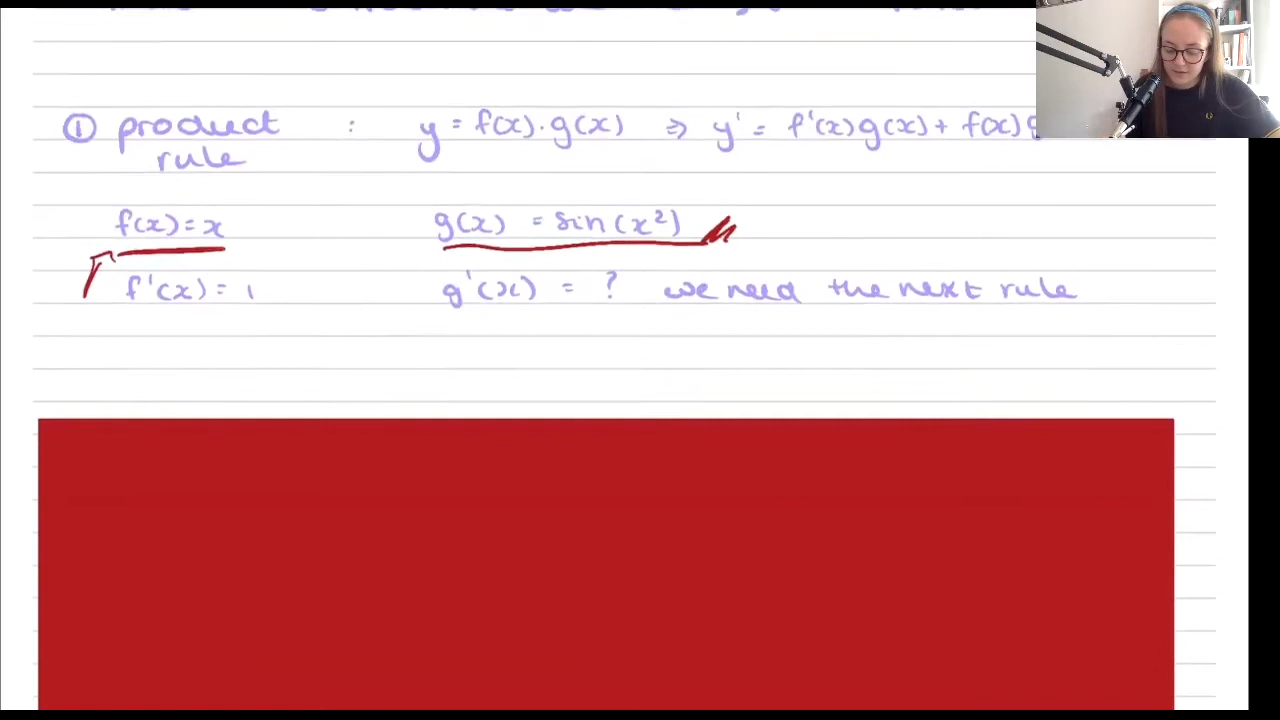 ① product : y = f(x).g(x) ⇒ y' = f'(x)g(x) + f(x)g
rule
f(x) = x g(x) = sin(x²)
f'(x) = 1 g'(x) = ? we need the next rule